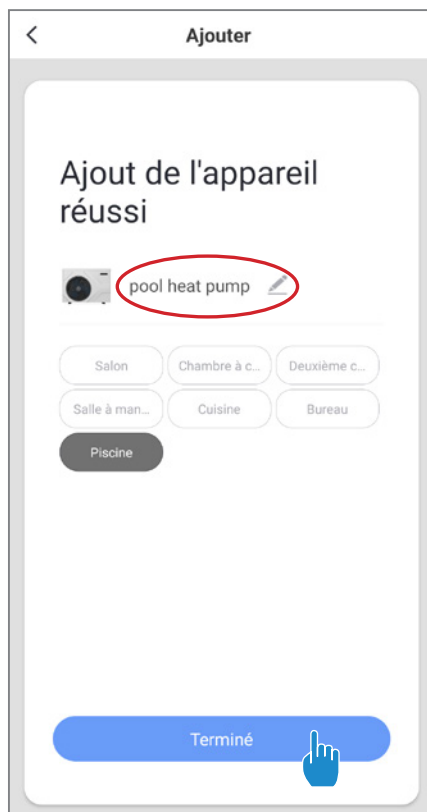 Ajouter
Ajout de l'appareil
réussi
pool heat pump
Salon
Chambre à c...
Deuxième c...
Salle à man...
Cuisine
Bureau
Piscine
Terminé